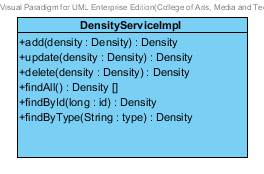 Visual Paradigm for UML Enterprise Edition(College of Arts, Media and Te
DensityServiceImpl
+add(density : Density) : Density
+update(density : Density) : Density
+delete(density : Density) : Density
+findAll() : Density []
+findById(long : id) : Density
+findByType(String : type) : Density